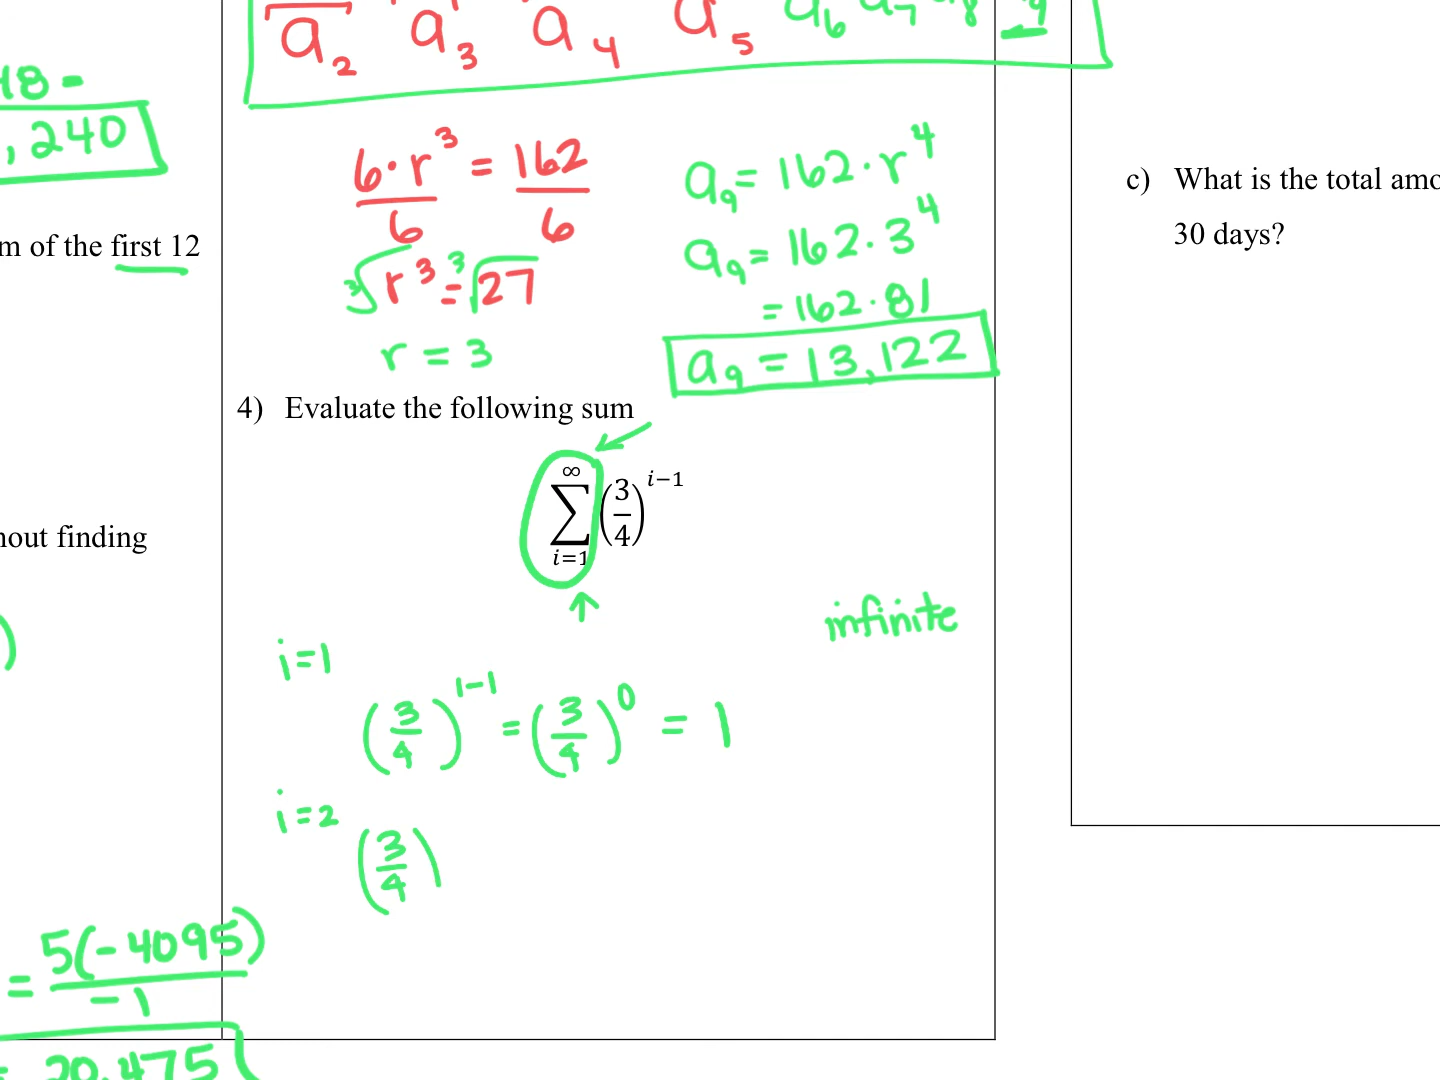 a₂ a₃ a₄ a₅ a₆ a₇
48 -
, 240
m of the first 12
hout finding
)
6·r³ = 162
6 6
∛r³ = ∛27
r = 3
a₉ = 162·r⁴
a₉ = 162·3⁴
= 162·81
a₉ = 13,122
4) Evaluate the following sum
∞
∑ (3/4)^(i−1)
i=1
infinite
i=1
(3/4)^(1-1) = (3/4)^0 = 1
i=2
(3/4)
= 5(-4095)
-1
20,475
c) What is the total amo
30 days?